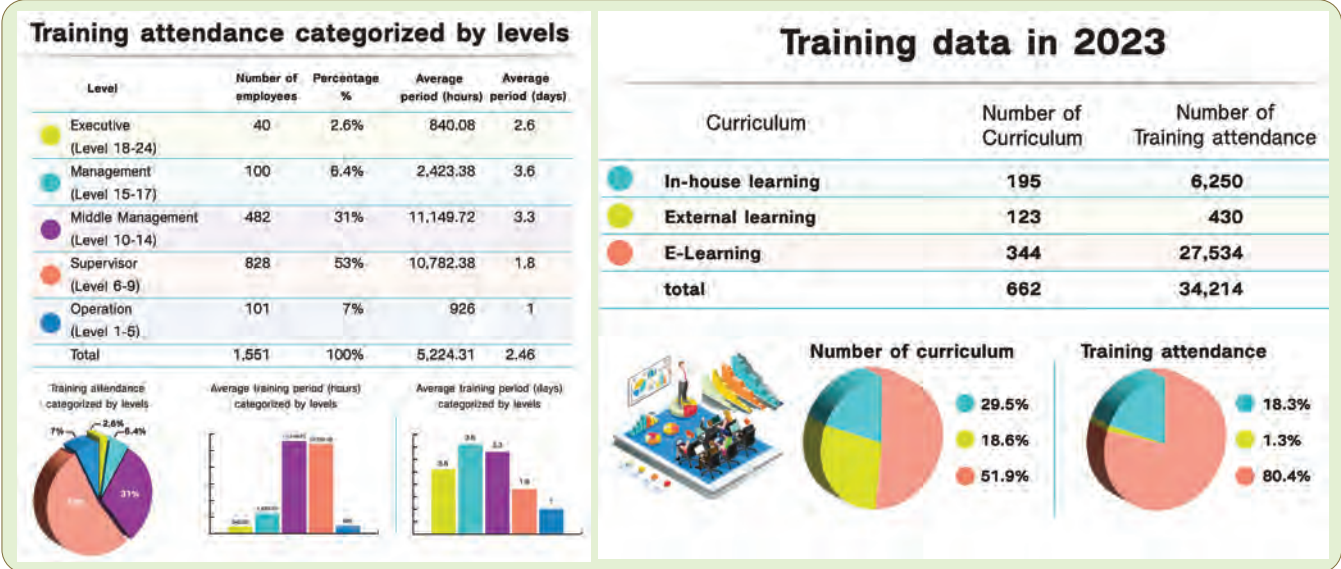 Training attendance categorized by levels
Level Number of employees Percentage % Average period (hours) Average period (days)
Executive (Level 18-24) 40 2.6% 840.08 2.6
Management (Level 15-17) 100 6.4% 2,423.38 3.6
Middle Management (Level 10-14) 482 31% 11,149.72 3.3
Supervisor (Level 6-9) 828 53% 10,782.38 1.8
Operation (Level 1-5) 101 7% 926 1
Total 1,551 100% 5,224.31 2.46
Training attendance
categorized by levels
7%
2.6%
6.4%
31%
Average training period (hours)
categorized by levels
Average training period (days)
categorized by levels
3.6
3.3
1.8
1
Training data in 2023
Curriculum Number of Curriculum Number of Training attendance
In-house learning 195 6,250
External learning 123 430
E-Learning 344 27,534
total 662 34,214
Number of curriculum
29.5%
18.6%
51.9%
Training attendance
18.3%
1.3%
80.4%